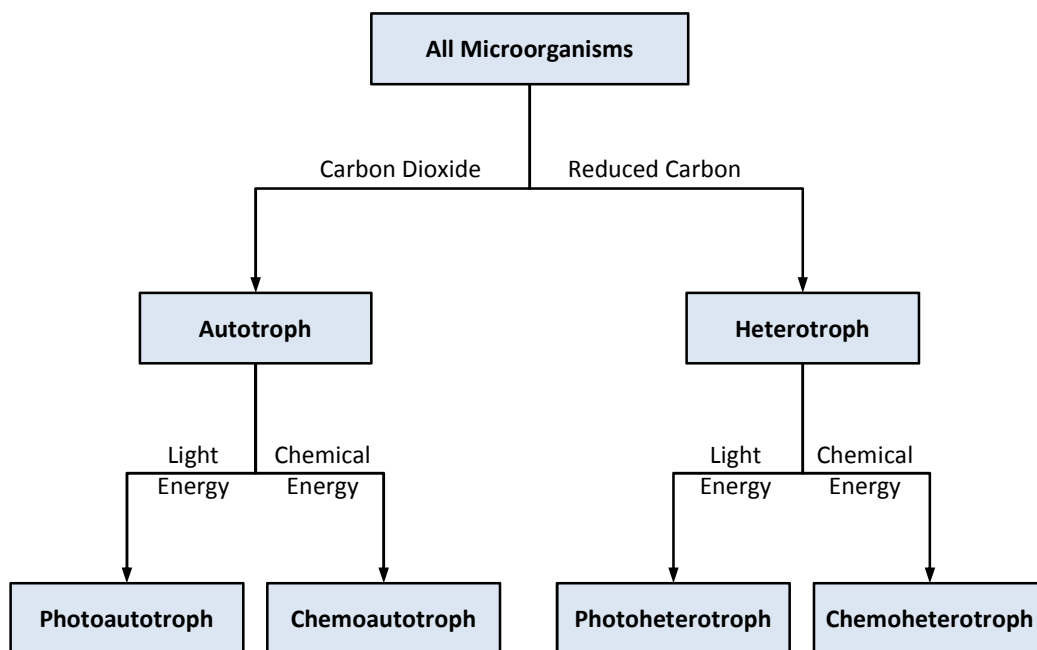 All Microorganisms
Carbon Dioxide
Reduced Carbon
Autotroph
Heterotroph
Light
Energy
Chemical
Energy
Light
Energy
Chemical
Energy
Photoautotroph
Chemoautotroph
Photoheterotroph
Chemoheterotroph